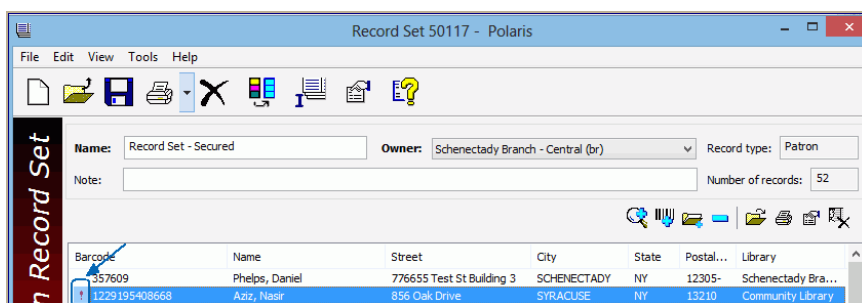 Record Set 50117 - Polaris
File Edit View Tools Help
Name: Record Set - Secured Owner: Schenectady Branch - Central (br) Record type: Patron
Note: Number of records: 52
Barcode Name Street City State Postal... Library
357609 Phelps, Daniel 776655 Test St Building 3 SCHENECTADY NY 12305- Schenectady Bra...
1229195408668 Aziz, Nasir 856 Oak Drive SYRACUSE NY 13210 Community Library
n Record Set